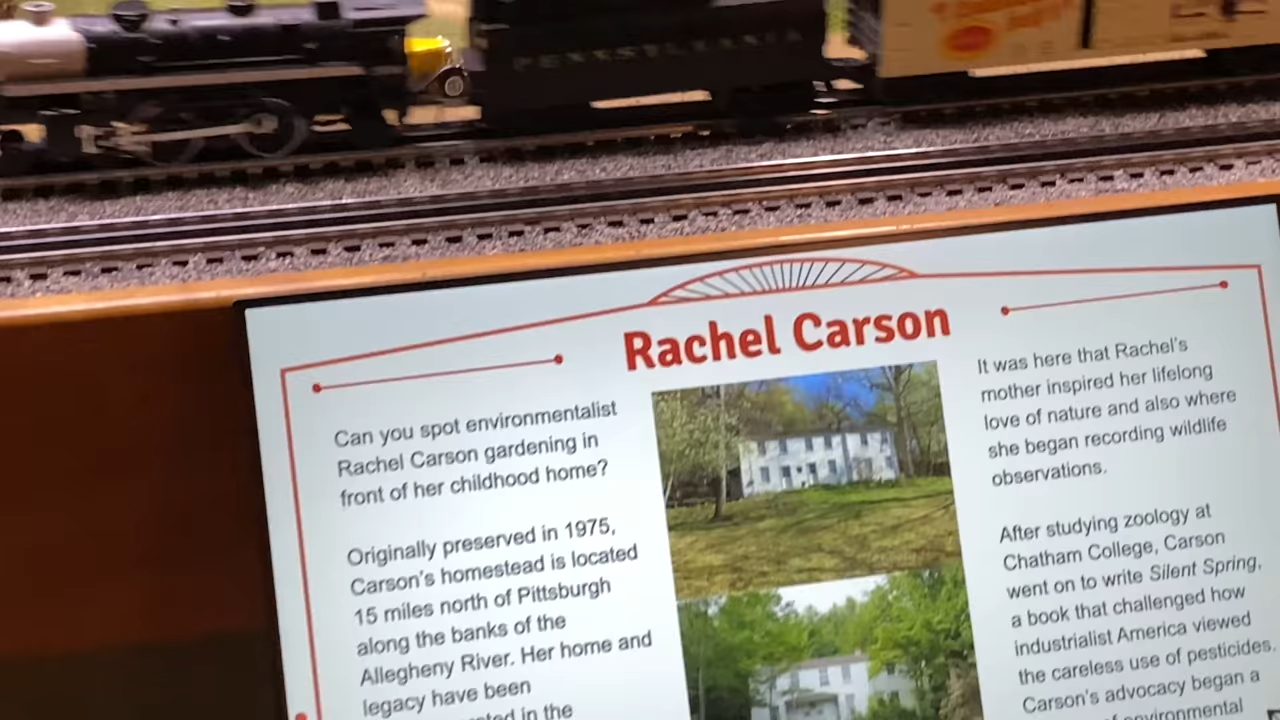 PENNSYLVANIA
Rachel Carson
Can you spot environmentalist
Rachel Carson gardening in
front of her childhood home?
Originally preserved in 1975,
Carson's homestead is located
15 miles north of Pittsburgh
along the banks of the
Allegheny River. Her home and
legacy have been
in the
It was here that Rachel's
mother inspired her lifelong
love of nature and also where
she began recording wildlife
observations.
After studying zoology at
Chatham College, Carson
went on to write Silent Spring,
a book that challenged how
industrialist America viewed
the careless use of pesticides.
Carson's advocacy began a
environmental